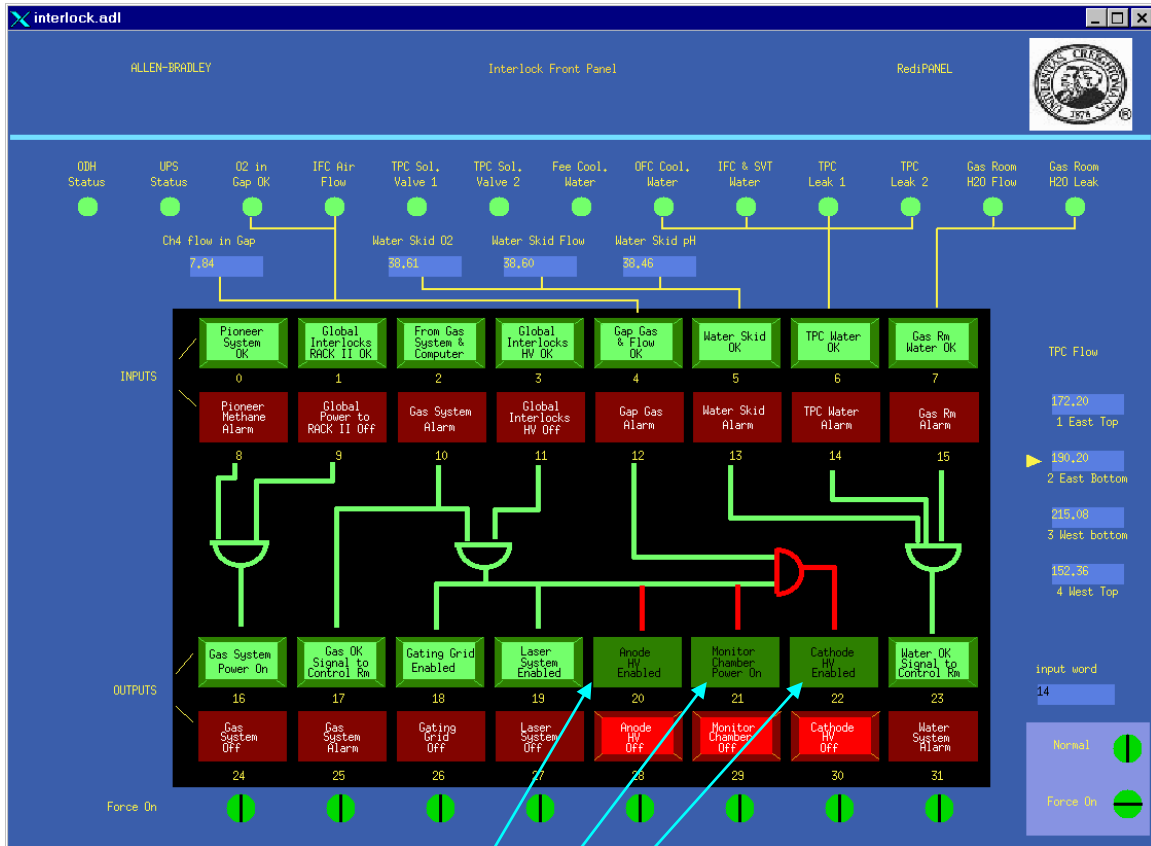 interlock.adl
ALLEN-BRADLEY
Interlock Front Panel
RediPANEL
UNIVERSITAS CREIGHTONIANA
1878
®
ODH
Status
UPS
Status
O2 in
Gap OK
IFC Air
Flow
TPC Sol.
Valve 1
TPC Sol.
Valve 2
Fee Cool.
Water
OFC Cool.
Water
IFC & SVT
Water
TPC
Leak 1
TPC
Leak 2
Gas Room
H2O Flow
Gas Room
H2O Leak
Ch4 flow in Gap
7.84
Water Skid O2
38.61
Water Skid Flow
38.60
Water Skid pH
38.46
INPUTS
Pioneer
System
OK
Global
Interlocks
RACK II OK
From Gas
System &
Computer
Global
Interlocks
HV OK
Gap Gas
& Flow
OK
Water Skid
OK
TPC Water
OK
Gas Rm
Water OK
0
1
2
3
4
5
6
7
Pioneer
Methane
Alarm
Global
Power to
RACK II Off
Gas System
Alarm
Global
Interlocks
HV Off
Gap Gas
Alarm
Water Skid
Alarm
TPC Water
Alarm
Gas Rm
Alarm
8
9
10
11
12
13
14
15
TPC Flow
172.20
1 East Top
190.20
2 East Bottom
215.08
3 West bottom
152.36
4 West Top
OUTPUTS
Gas System
Power On
Gas OK
Signal to
Control Rm
Gating Grid
Enabled
Laser
System
Enabled
Anode
HV
Enabled
Monitor
Chamber
Power On
Cathode
HV
Enabled
Water OK
Signal to
Control Rm
16
17
18
19
20
21
22
23
Gas
System
Off
Gas
System
Alarm
Gating
Grid
Off
Laser
System
Off
Anode
HV
Off
Monitor
Chamber
Off
Cathode
HV
Off
Water
System
Alarm
24
25
26
27
28
29
30
31
Force On
input word
14
Normal
Force On